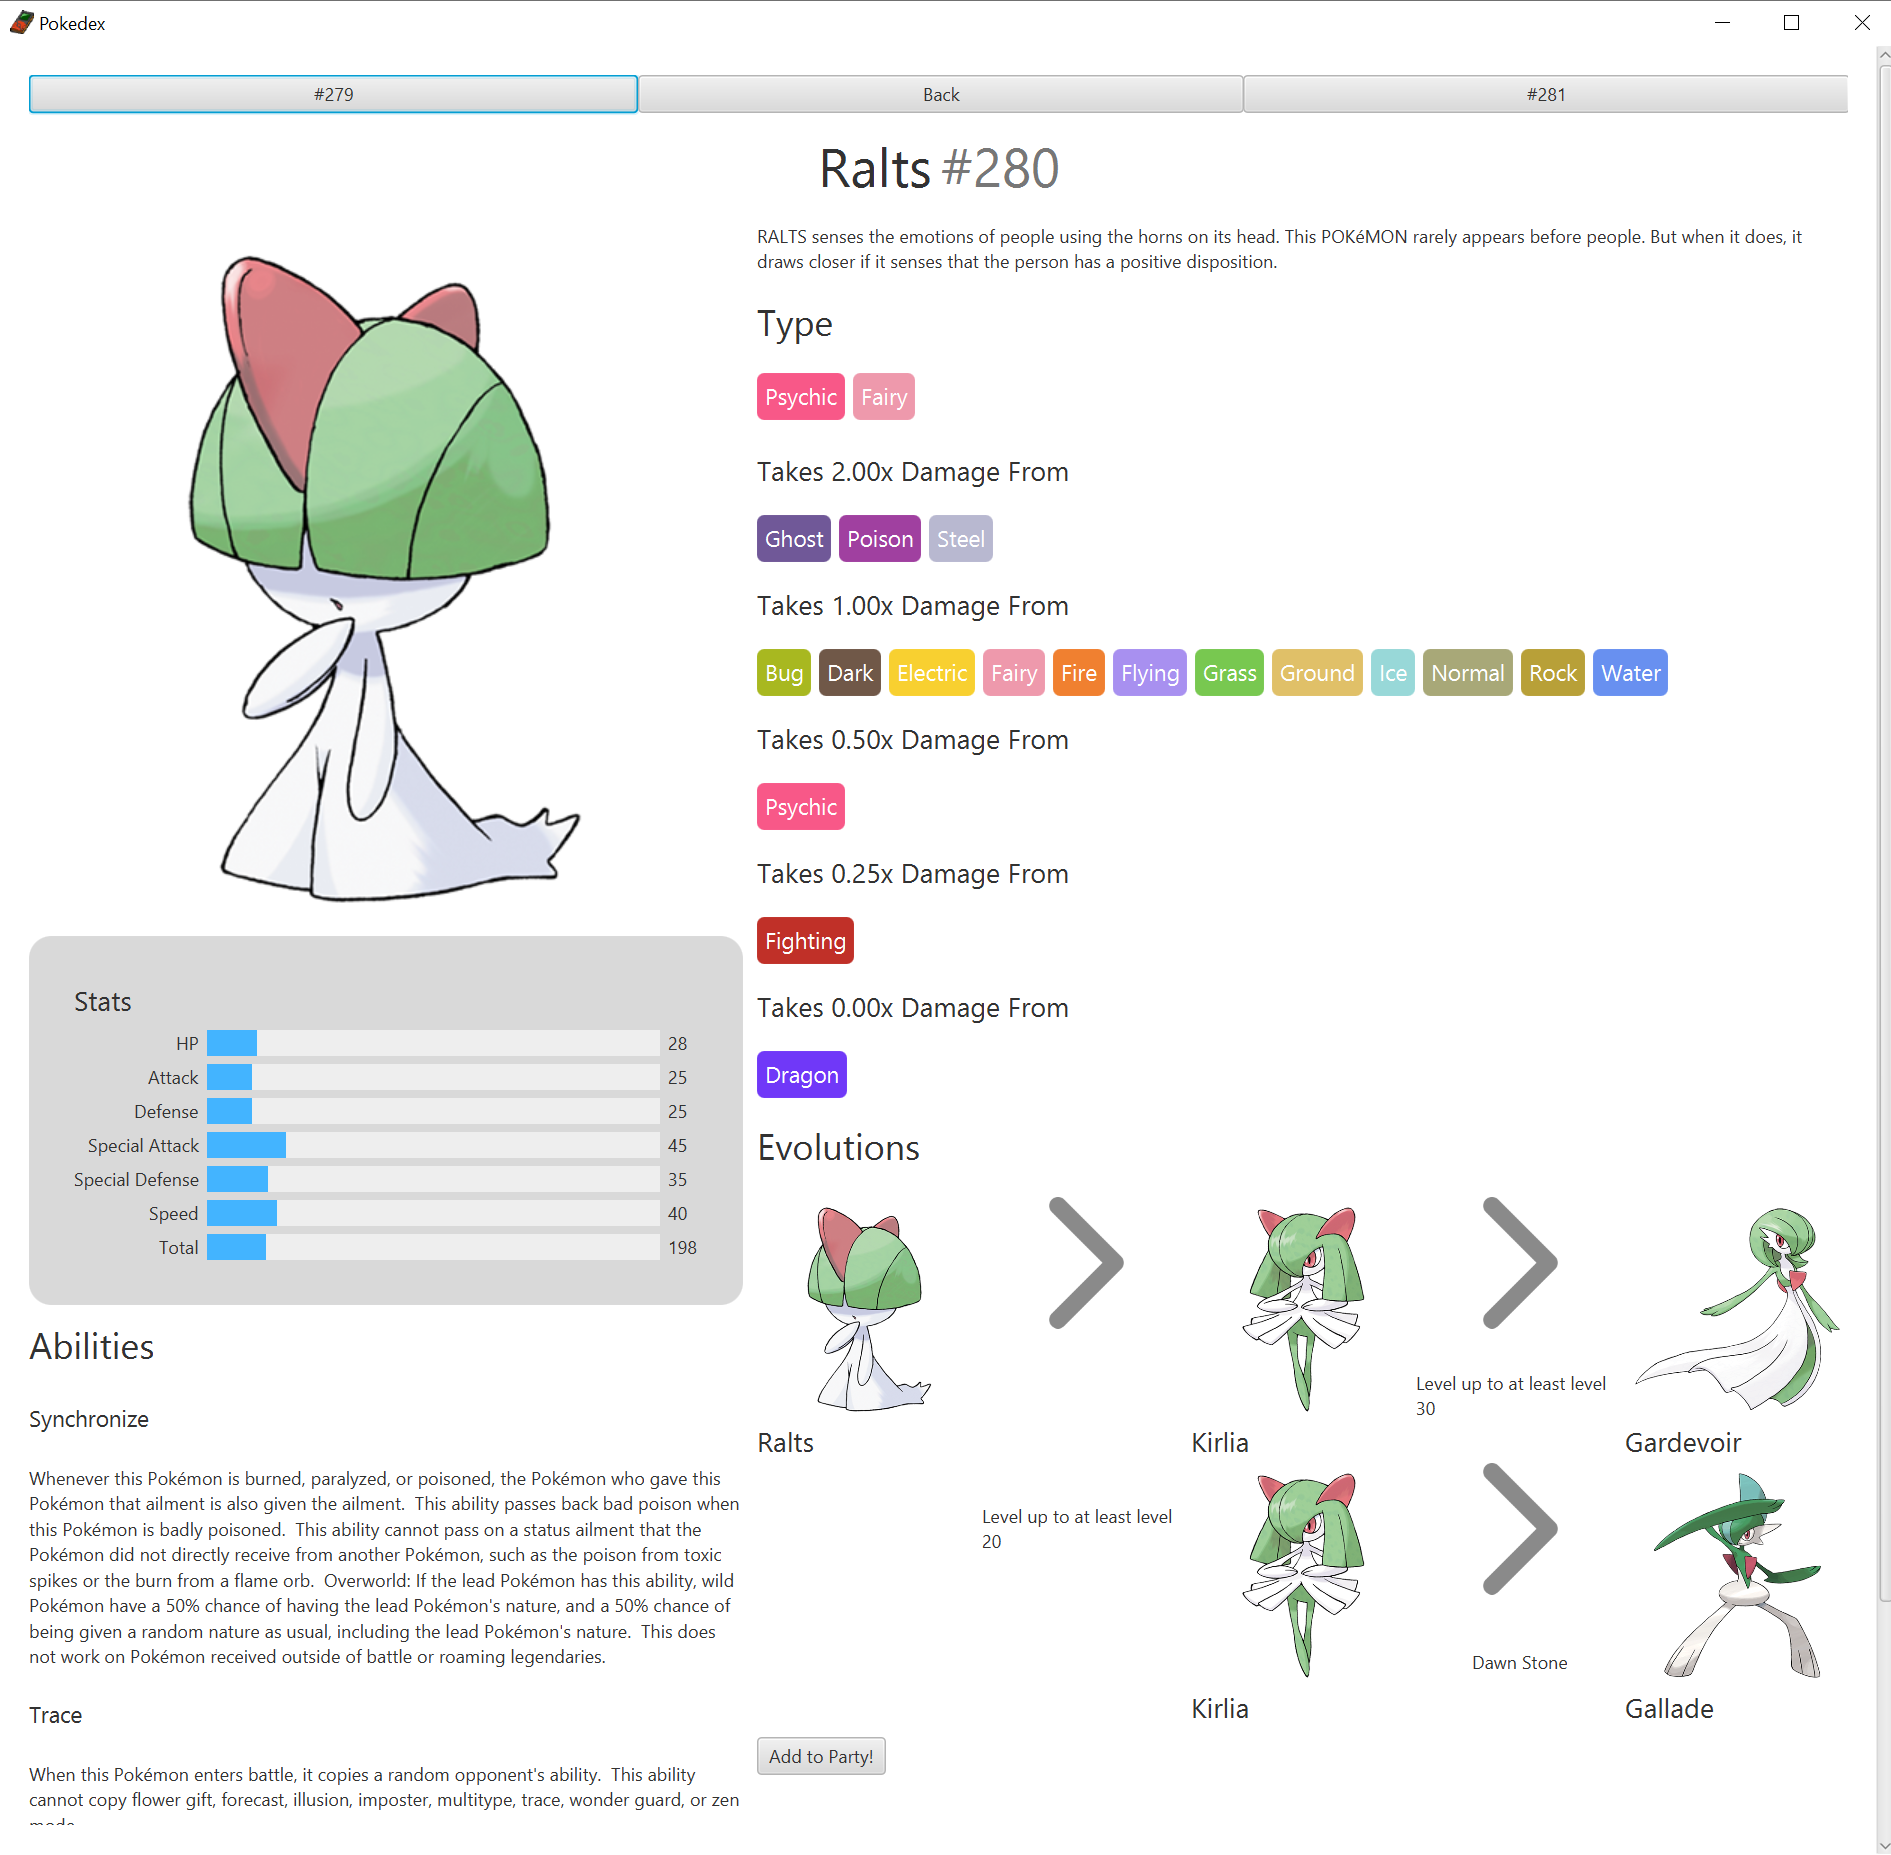 Pokedex
#279
Back
#281
Ralts #280
RALTS senses the emotions of people using the horns on its head. This POKéMON rarely appears before people. But when it does, it
draws closer if it senses that the person has a positive disposition.
Type
Psychic Fairy
Takes 2.00x Damage From
Ghost Poison Steel
Takes 1.00x Damage From
Bug Dark Electric Fairy Fire Flying Grass Ground Ice Normal Rock Water
Takes 0.50x Damage From
Psychic
Takes 0.25x Damage From
Fighting
Takes 0.00x Damage From
Dragon
Stats
HP 28
Attack 25
Defense 25
Special Attack 45
Special Defense 35
Speed 40
Total 198
Abilities
Synchronize
Whenever this Pokémon is burned, paralyzed, or poisoned, the Pokémon who gave this
Pokémon that ailment is also given the ailment.  This ability passes back bad poison when
this Pokémon is badly poisoned.  This ability cannot pass on a status ailment that the
Pokémon did not directly receive from another Pokémon, such as the poison from toxic
spikes or the burn from a flame orb.  Overworld: If the lead Pokémon has this ability, wild
Pokémon have a 50% chance of having the lead Pokémon's nature, and a 50% chance of
being given a random nature as usual, including the lead Pokémon's nature.  This does
not work on Pokémon received outside of battle or roaming legendaries.
Trace
When this Pokémon enters battle, it copies a random opponent's ability.  This ability
cannot copy flower gift, forecast, illusion, imposter, multitype, trace, wonder guard, or zen
Evolutions
Ralts
Level up to at least level
20
Kirlia
Level up to at least level
30
Gardevoir
Kirlia
Dawn Stone
Gallade
Add to Party!